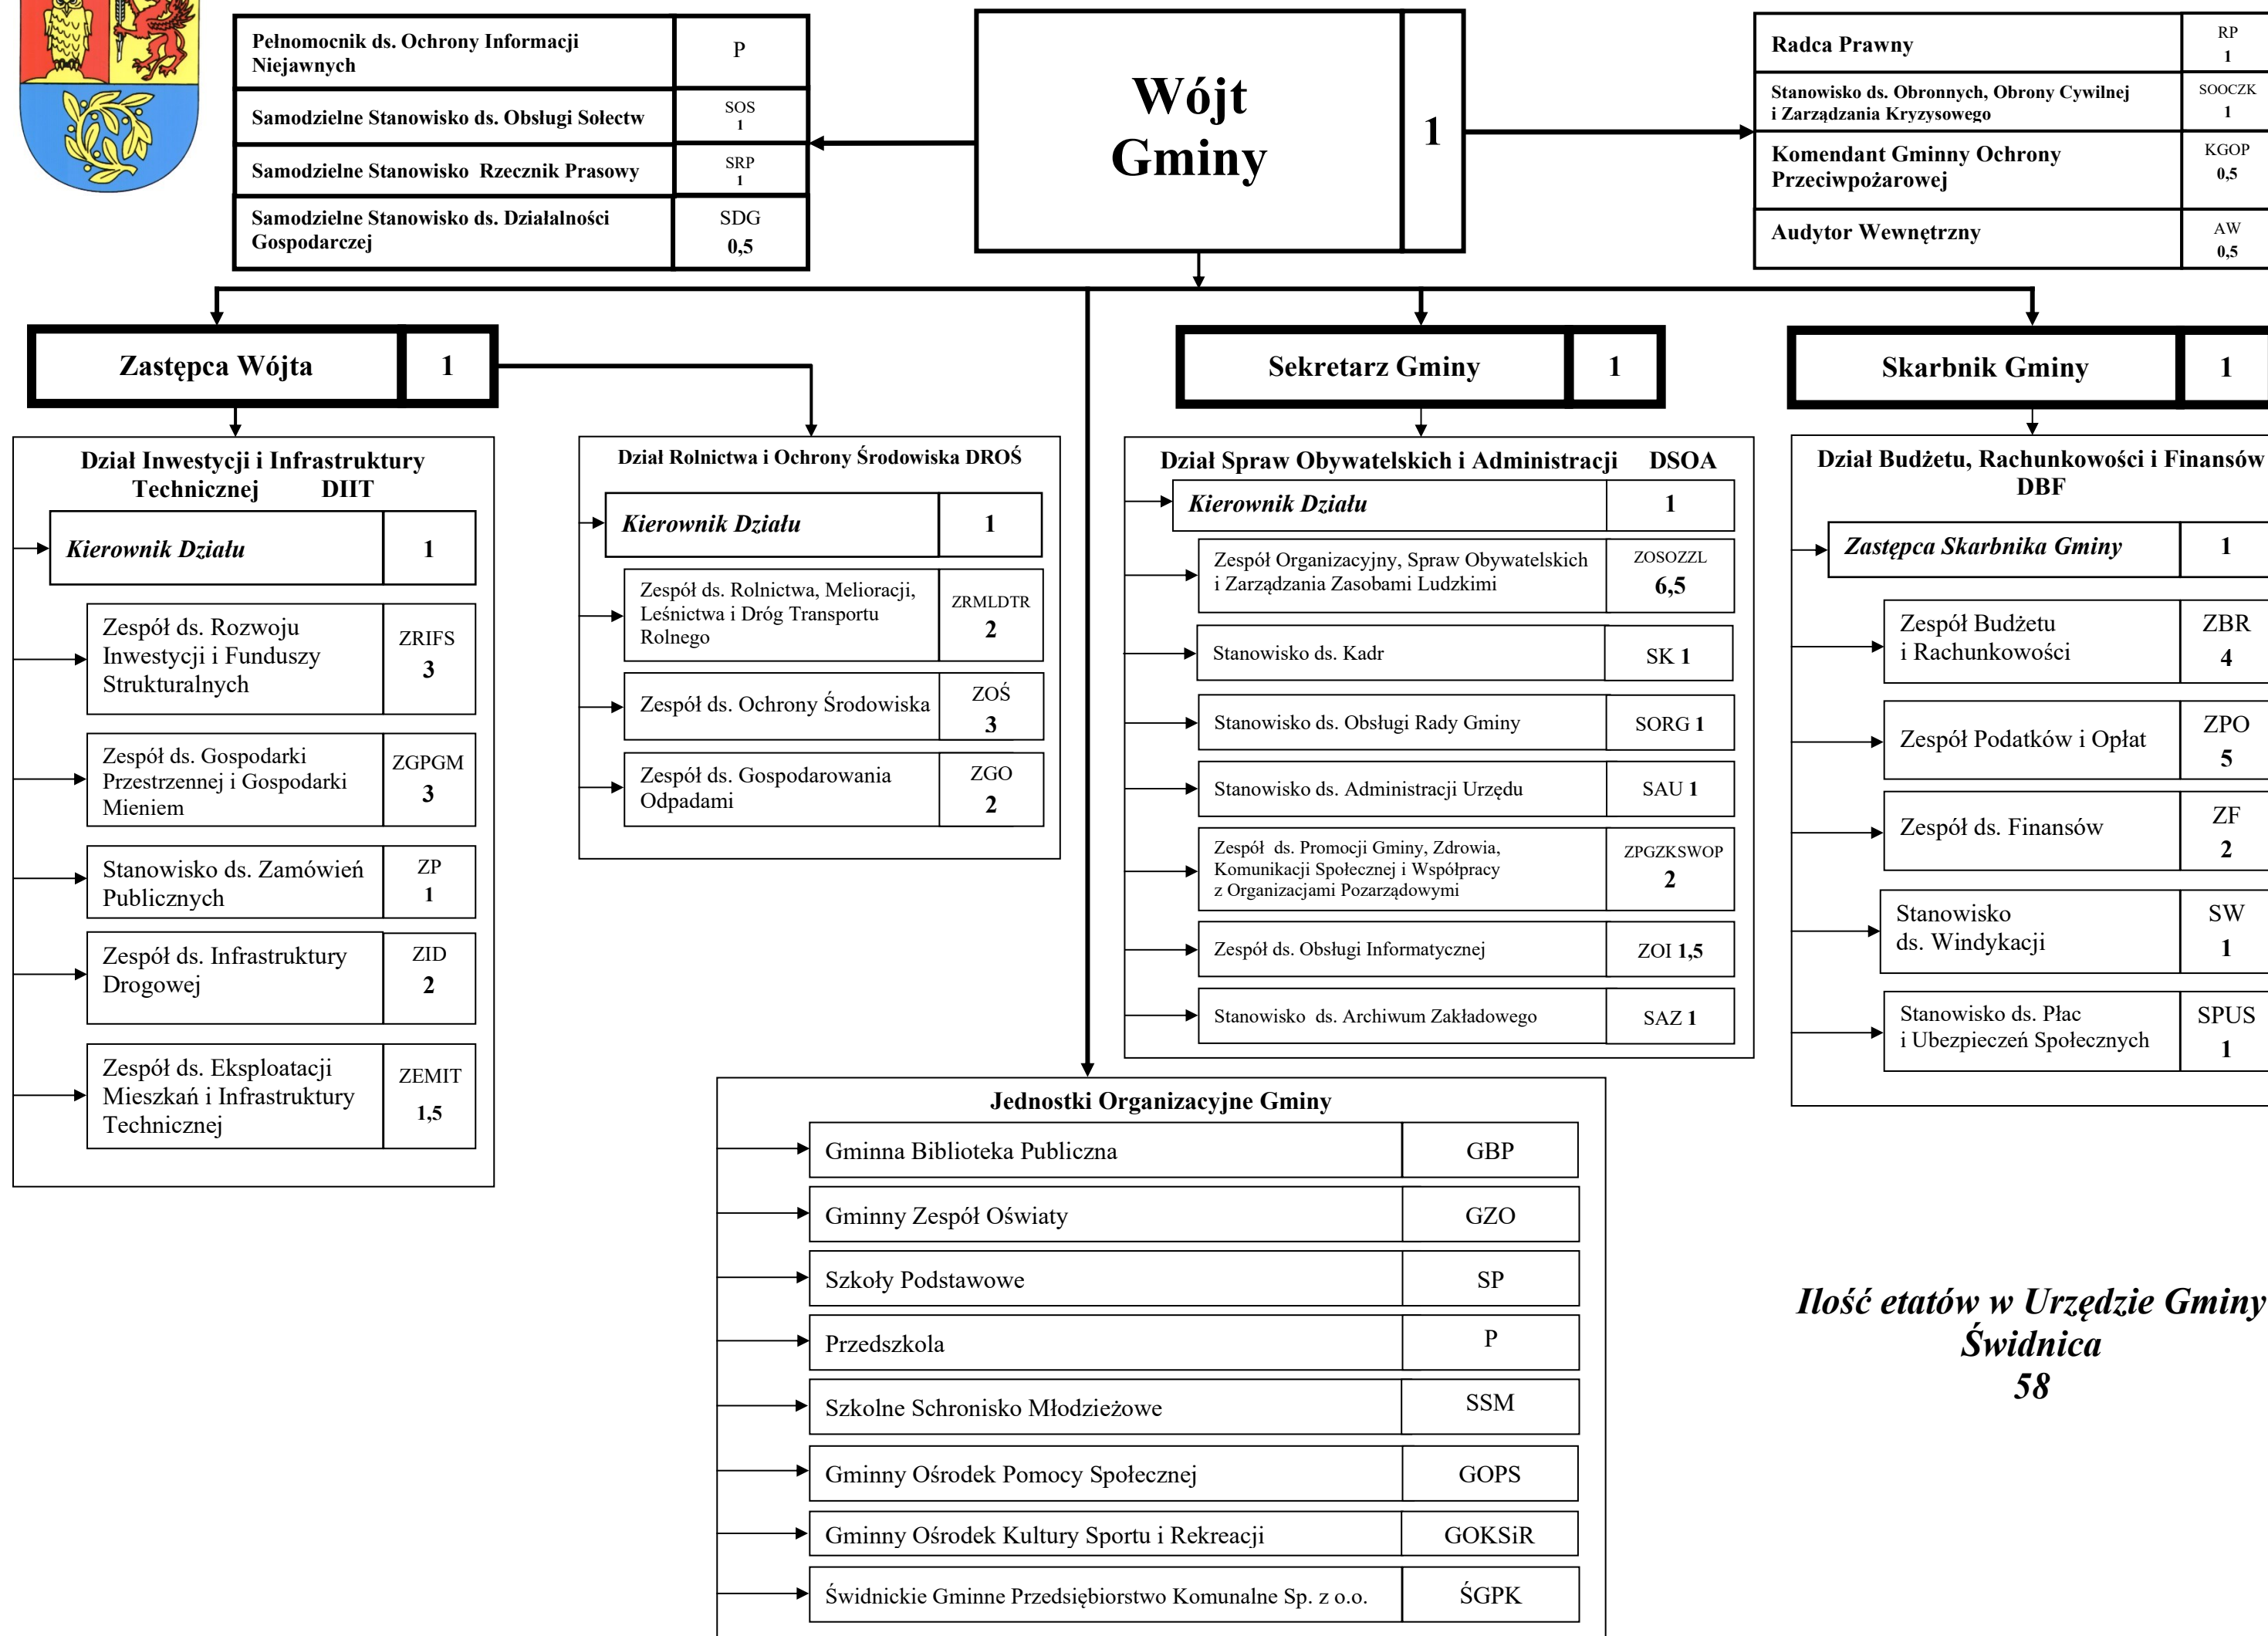 Pełnomocnik ds. Ochrony Informacji
Niejawnych
P
Samodzielne Stanowisko ds. Obsługi Sołectw
SOS
1
Samodzielne Stanowisko Rzecznik Prasowy
SRP
1
Samodzielne Stanowisko ds. Działalności
Gospodarczej
SDG
0,5
Wójt
Gminy
1
Radca Prawny
RP
1
Stanowisko ds. Obronnych, Obrony Cywilnej
i Zarządzania Kryzysowego
SOOCZK
1
Komendant Gminny Ochrony
Przeciwpożarowej
KGOP
0,5
Audytor Wewnętrzny
AW
0,5
Zastępca Wójta
1
Sekretarz Gminy
1
Skarbnik Gminy
1
Dział Inwestycji i Infrastruktury
Technicznej DIIT
Kierownik Działu
1
Zespół ds. Rozwoju
Inwestycji i Funduszy
Strukturalnych
ZRIFS
3
Zespół ds. Gospodarki
Przestrzennej i Gospodarki
Mieniem
ZGPGM
3
Stanowisko ds. Zamówień
Publicznych
ZP
1
Zespół ds. Infrastruktury
Drogowej
ZID
2
Zespół ds. Eksploatacji
Mieszkań i Infrastruktury
Technicznej
ZEMIT
1,5
Dział Rolnictwa i Ochrony Środowiska DROŚ
Kierownik Działu
1
Zespół ds. Rolnictwa, Melioracji,
Leśnictwa i Dróg Transportu
Rolnego
ZRMLDTR
2
Zespół ds. Ochrony Środowiska
ZOŚ
3
Zespół ds. Gospodarowania
Odpadami
ZGO
2
Dział Spraw Obywatelskich i Administracji DSOA
Kierownik Działu
1
Zespół Organizacyjny, Spraw Obywatelskich
i Zarządzania Zasobami Ludzkimi
ZOSOZZL
6,5
Stanowisko ds. Kadr
SK 1
Stanowisko ds. Obsługi Rady Gminy
SORG 1
Stanowisko ds. Administracji Urzędu
SAU 1
Zespół ds. Promocji Gminy, Zdrowia,
Komunikacji Społecznej i Współpracy
z Organizacjami Pozarządowymi
ZPGZKSWOP
2
Zespół ds. Obsługi Informatycznej
ZOI 1,5
Stanowisko ds. Archiwum Zakładowego
SAZ 1
Dział Budżetu, Rachunkowości i Finansów
DBF
Zastępca Skarbnika Gminy
1
Zespół Budżetu
i Rachunkowości
ZBR
4
Zespół Podatków i Opłat
ZPO
5
Zespół ds. Finansów
ZF
2
Stanowisko
ds. Windykacji
SW
1
Stanowisko ds. Płac
i Ubezpieczeń Społecznych
SPUS
1
Jednostki Organizacyjne Gminy
Gminna Biblioteka Publiczna
GBP
Gminny Zespół Oświaty
GZO
Szkoły Podstawowe
SP
Przedszkola
P
Szkolne Schronisko Młodzieżowe
SSM
Gminny Ośrodek Pomocy Społecznej
GOPS
Gminny Ośrodek Kultury Sportu i Rekreacji
GOKSiR
Świdnickie Gminne Przedsiębiorstwo Komunalne Sp. z o.o.
ŚGPK
Ilość etatów w Urzędzie Gminy
Świdnica
58